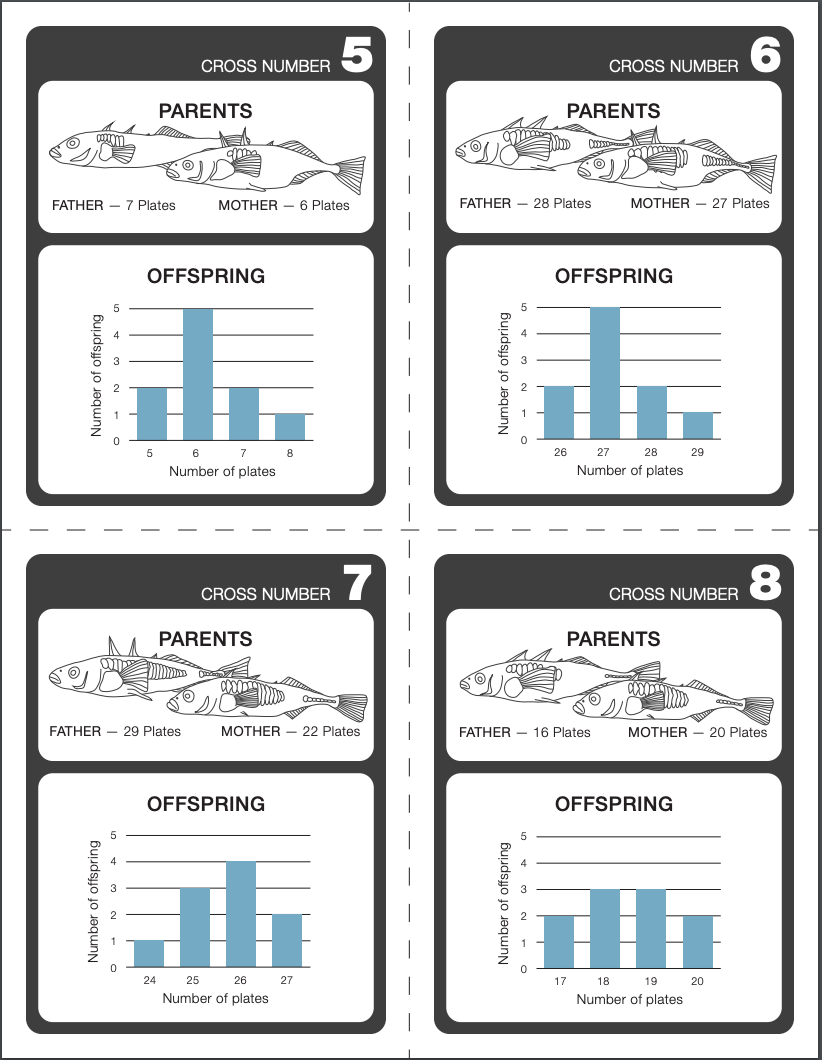 CROSS NUMBER 5
PARENTS
FATHER — 7 Plates
MOTHER — 6 Plates
OFFSPRING
Number of offspring
5
4
3
2
1
0
5 6 7 8
Number of plates
CROSS NUMBER 6
PARENTS
FATHER — 28 Plates
MOTHER — 27 Plates
OFFSPRING
Number of offspring
5
4
3
2
1
0
26 27 28 29
Number of plates
CROSS NUMBER 7
PARENTS
FATHER — 29 Plates
MOTHER — 22 Plates
OFFSPRING
Number of offspring
5
4
3
2
1
0
24 25 26 27
Number of plates
CROSS NUMBER 8
PARENTS
FATHER — 16 Plates
MOTHER — 20 Plates
OFFSPRING
Number of offspring
5
4
3
2
1
0
17 18 19 20
Number of plates